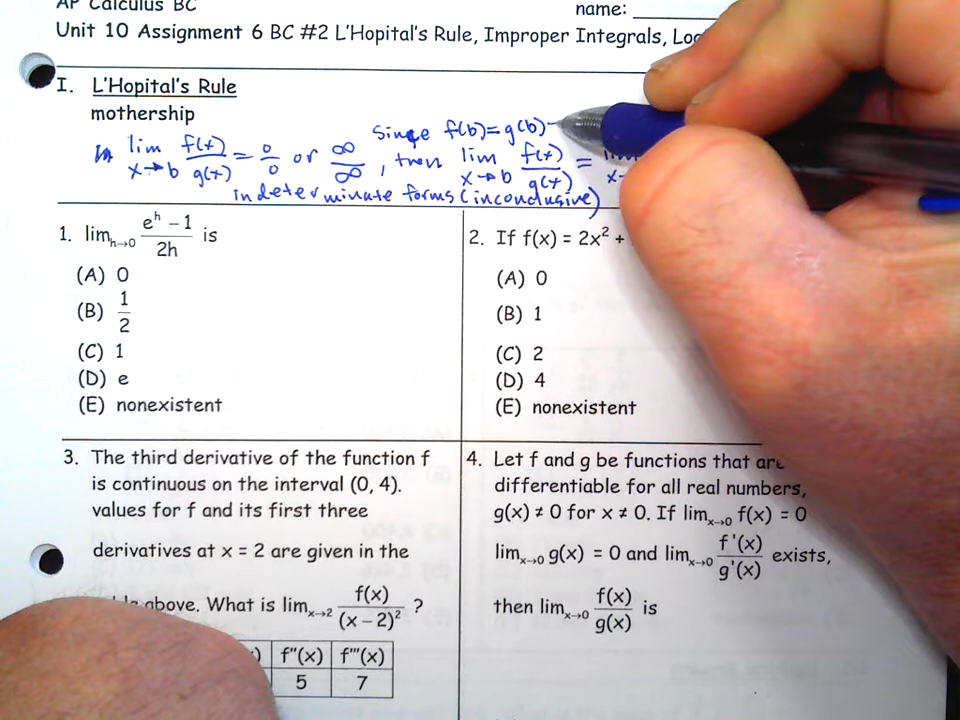 AP Calculus BC
name:
Unit 10 Assignment 6 BC #2 L'Hopital's Rule, Improper Integrals,
I. L'Hopital's Rule
mothership
Since f(b)=g(b)
In lim x→b f(x)/g(x) = 0/0 or ∞/∞, then lim x→b f(x)/g(x) =
indeterminate forms (inconclusive)
1. lim h→0 (e^h − 1)/2h is
(A) 0
(B) 1/2
(C) 1
(D) e
(E) nonexistent
2. If f(x) = 2x² +
(A) 0
(B) 1
(C) 2
(D) 4
(E) nonexistent
3. The third derivative of the function f
is continuous on the interval (0, 4).
values for f and its first three
derivatives at x = 2 are given in the
above. What is lim x→2 f(x)/(x − 2)² ?
f"(x) f'''(x)
5 7
4. Let f and g be functions that are
differentiable for all real numbers,
g(x) ≠ 0 for x ≠ 0. If lim x→0 f(x) = 0
lim x→0 g(x) = 0 and lim x→0 f'(x)/g'(x) exists,
then lim x→0 f(x)/g(x) is